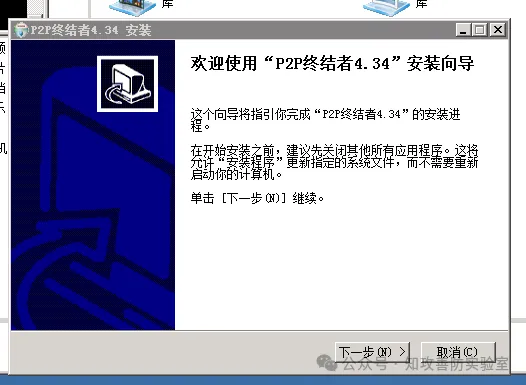 库
库
P2P终结者4.34 安装
欢迎使用“P2P终结者4.34”安装向导
这个向导将指引你完成“P2P终结者4.34”的安装进
程。
在开始安装之前，建议先关闭其他所有应用程序。这将
允许“安装程序”更新指定的系统文件，而不需要重新
启动你的计算机。
单击 [下一步(N)] 继续。
下一步(N) >
取消(C)
公众号·知攻善防实验室